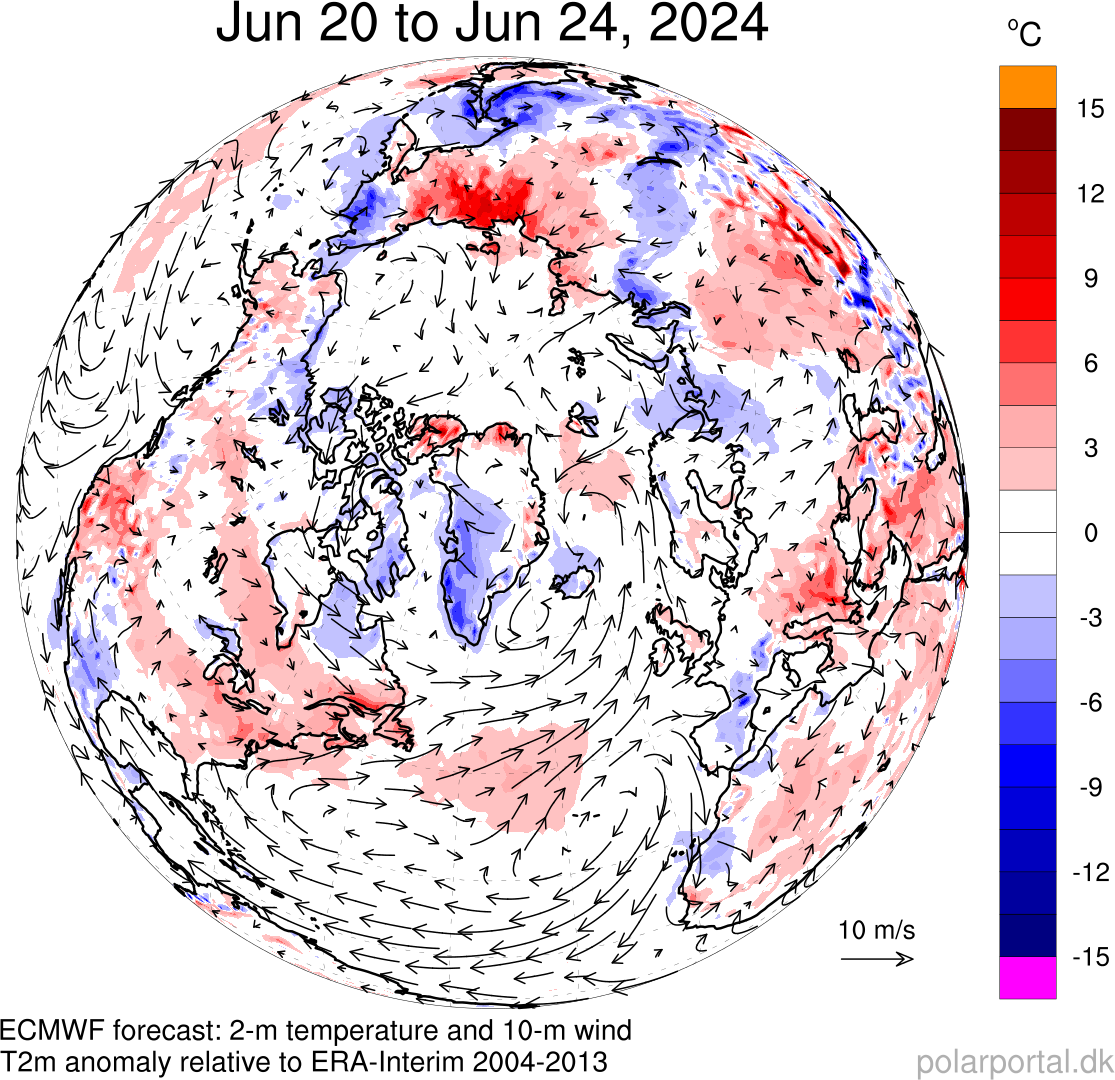 Jun 20 to Jun 24, 2024
oC
15
12
9
6
3
0
-3
-6
-9
-12
-15
10 m/s
ECMWF forecast: 2-m temperature and 10-m wind
T2m anomaly relative to ERA-Interim 2004-2013
polarportal.dk